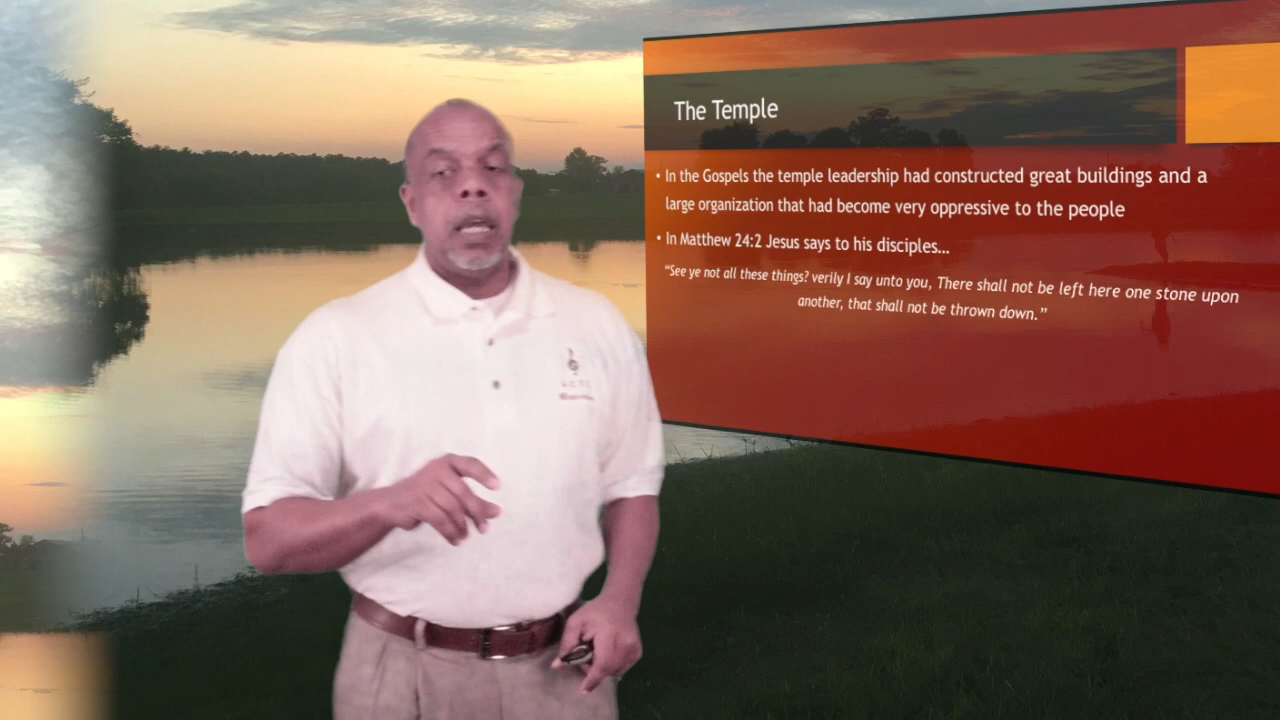 The Temple
• In the Gospels the temple leadership had constructed great buildings and a
large organization that had become very oppressive to the people
• In Matthew 24:2 Jesus says to his disciples...
“See ye not all these things? verily I say unto you, There shall not be left here one stone upon
another, that shall not be thrown down.”